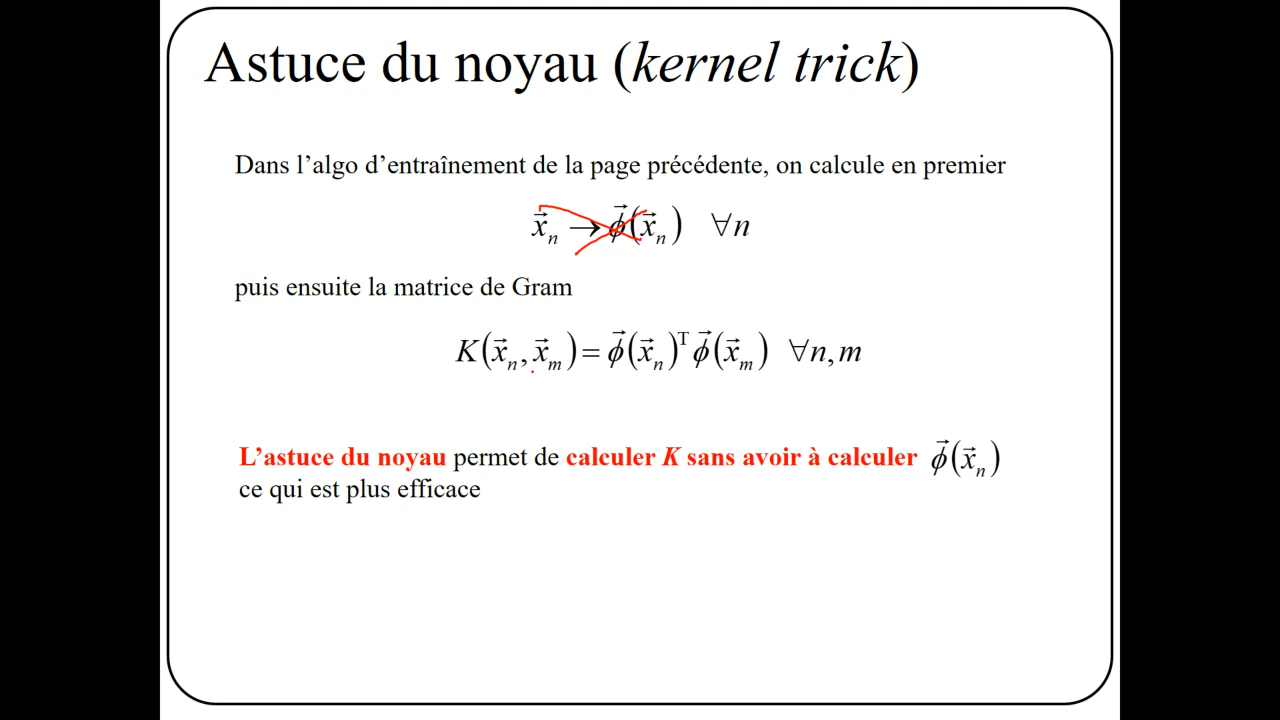 Astuce du noyau (kernel trick)
Dans l’algo d’entraînement de la page précédente, on calcule en premier
x⃗ₙ → ϕ⃗(x⃗ₙ) ∀n
puis ensuite la matrice de Gram
K(x⃗ₙ, x⃗ₘ) = ϕ⃗(x⃗ₙ)ᵀ ϕ⃗(x⃗ₘ) ∀n, m
L’astuce du noyau permet de calculer K sans avoir à calculer ϕ⃗(x⃗ₙ)
ce qui est plus efficace